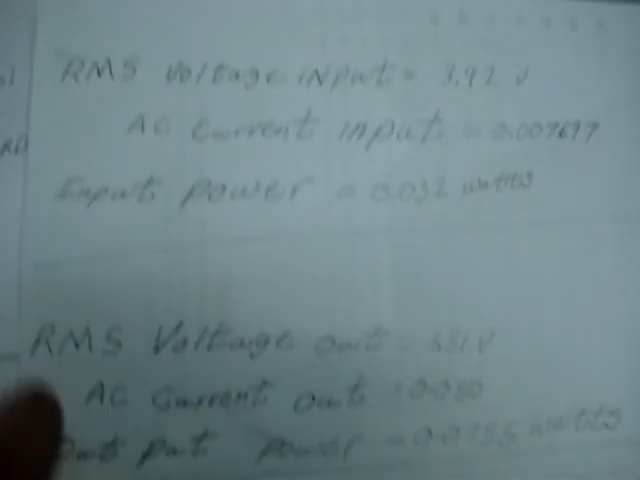 RMS Voltage INput = 3.92 V
AC Current Input = 0.007697
Input Power = 0.032 watts
RMS Voltage Out =
AC Current Out =
Out Put Power = watts